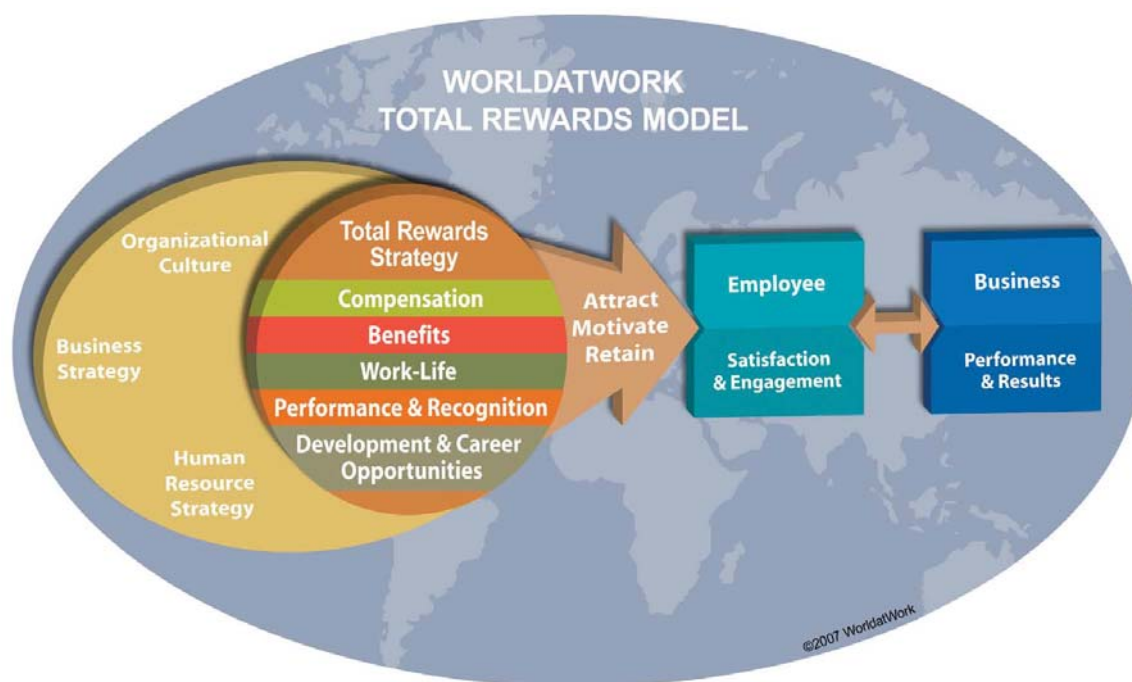 WORLDATWORK
TOTAL REWARDS MODEL
Organizational
Culture
Business
Strategy
Human
Resource
Strategy
Total Rewards
Strategy
Compensation
Benefits
Work-Life
Performance & Recognition
Development & Career
Opportunities
Attract
Motivate
Retain
Employee
Satisfaction
& Engagement
Business
Performance
& Results
©2007 WorldatWork